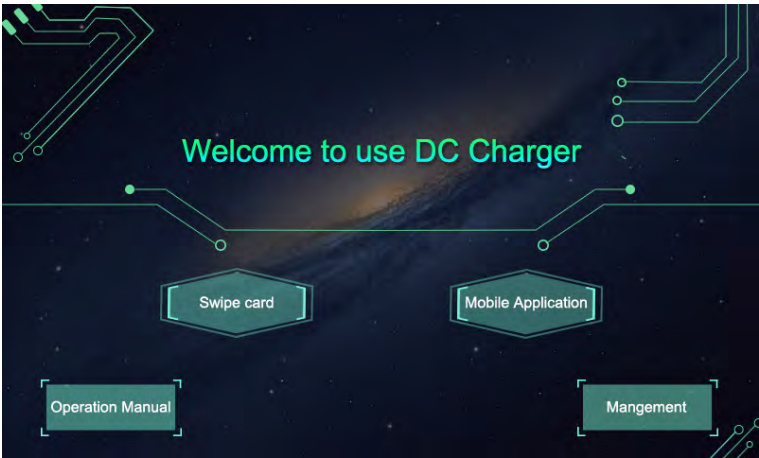 Welcome to use DC Charger
Swipe card
Mobile Application
Operation Manual
Mangement